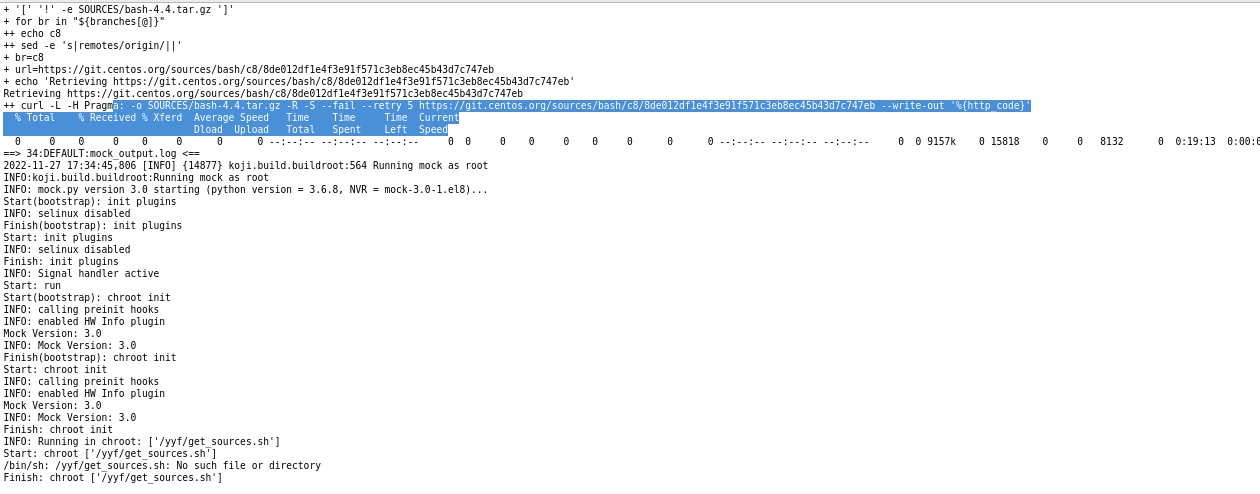 + '[' '!' -e SOURCES/bash-4.4.tar.gz ']'
+ for br in "${branches[@]}"
++ echo c8
++ sed -e 's|remotes/origin/||'
+ br=c8
+ url=https://git.centos.org/sources/bash/c8/8de012df1e4f3e91f571c3eb8ec45b43d7c747eb
+ echo 'Retrieving https://git.centos.org/sources/bash/c8/8de012df1e4f3e91f571c3eb8ec45b43d7c747eb'
Retrieving https://git.centos.org/sources/bash/c8/8de012df1e4f3e91f571c3eb8ec45b43d7c747eb
++ curl -L -H Pragma: -o SOURCES/bash-4.4.tar.gz -R -S --fail --retry 5 https://git.centos.org/sources/bash/c8/8de012df1e4f3e91f571c3eb8ec45b43d7c747eb --write-out '%{http_code}'
  % Total    % Received % Xferd  Average Speed   Time    Time     Time  Current
                                 Dload  Upload   Total   Spent    Left  Speed
  0     0    0     0    0     0      0      0 --:--:-- --:--:-- --:--:--     0  0     0    0     0    0     0      0      0 --:--:-- --:--:-- --:--:--     0  0 9157k    0 15818    0     0   8132      0  0:19:13  0:00:0
==> 34:DEFAULT:mock_output.log <==
2022-11-27 17:34:45,806 [INFO] {14877} koji.build.buildroot:564 Running mock as root
INFO:koji.build.buildroot:Running mock as root
INFO: mock.py version 3.0 starting (python version = 3.6.8, NVR = mock-3.0-1.el8)...
Start(bootstrap): init plugins
INFO: selinux disabled
Finish(bootstrap): init plugins
Start: init plugins
INFO: selinux disabled
Finish: init plugins
INFO: Signal handler active
Start: run
Start(bootstrap): chroot init
INFO: calling preinit hooks
INFO: enabled HW Info plugin
Mock Version: 3.0
INFO: Mock Version: 3.0
Finish(bootstrap): chroot init
Start: chroot init
INFO: calling preinit hooks
INFO: enabled HW Info plugin
Mock Version: 3.0
INFO: Mock Version: 3.0
Finish: chroot init
INFO: Running in chroot: ['/yyf/get_sources.sh']
Start: chroot ['/yyf/get_sources.sh']
/bin/sh: /yyf/get_sources.sh: No such file or directory
Finish: chroot ['/yyf/get_sources.sh']